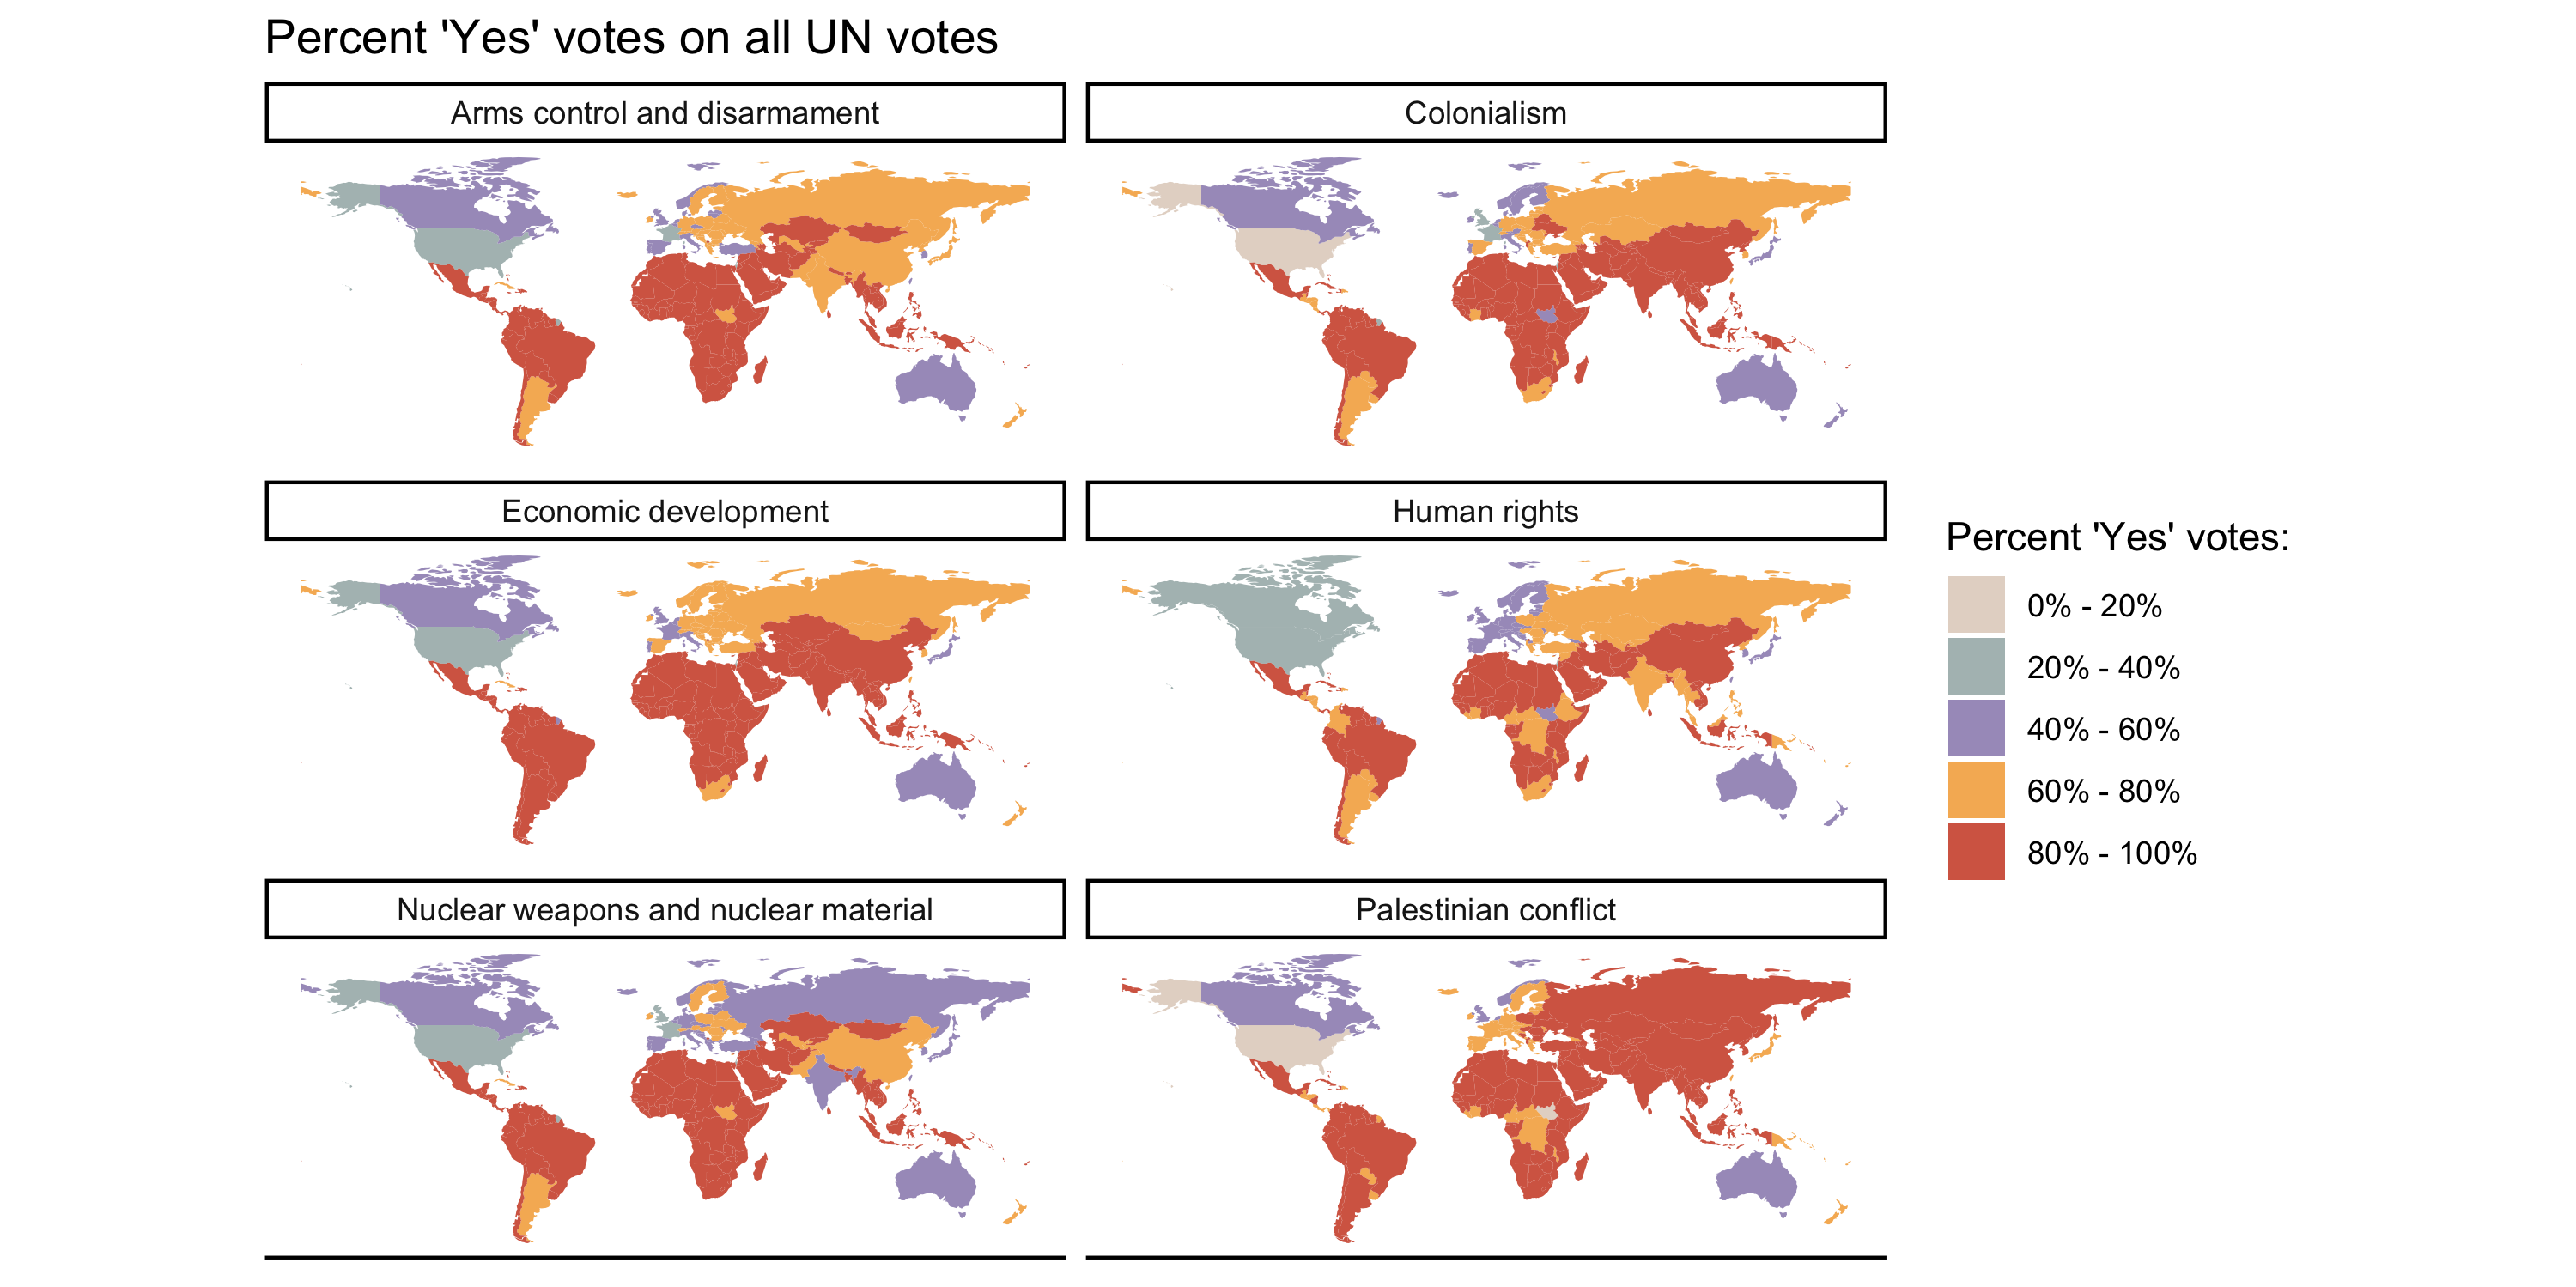 Percent 'Yes' votes on all UN votes
Arms control and disarmament
Colonialism
Economic development
Human rights
Nuclear weapons and nuclear material
Palestinian conflict
Percent 'Yes' votes:
0% - 20%
20% - 40%
40% - 60%
60% - 80%
80% - 100%